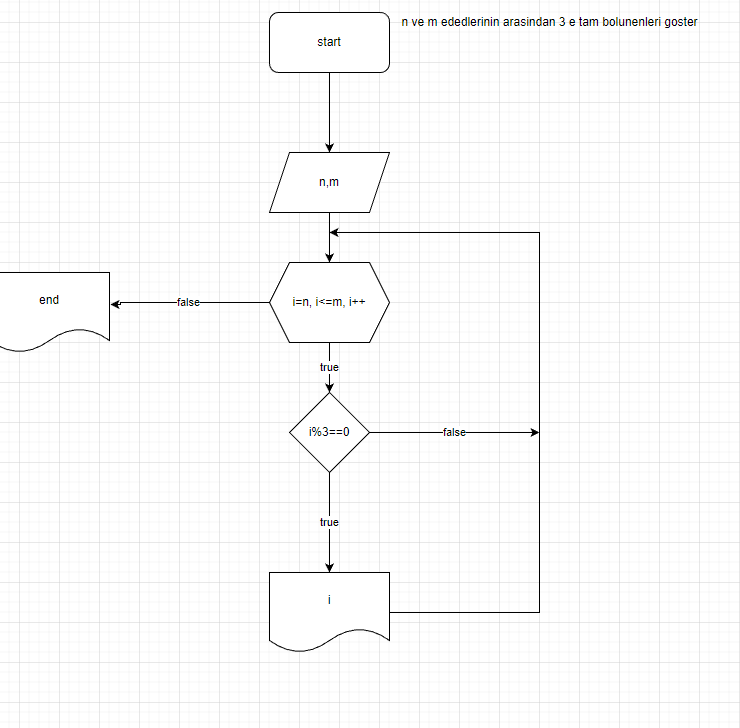 start
n ve m ededlerinin arasindan 3 e tam bolunenleri goster
n,m
end
false
i=n, i<=m, i++
true
i%3==0
false
true
i